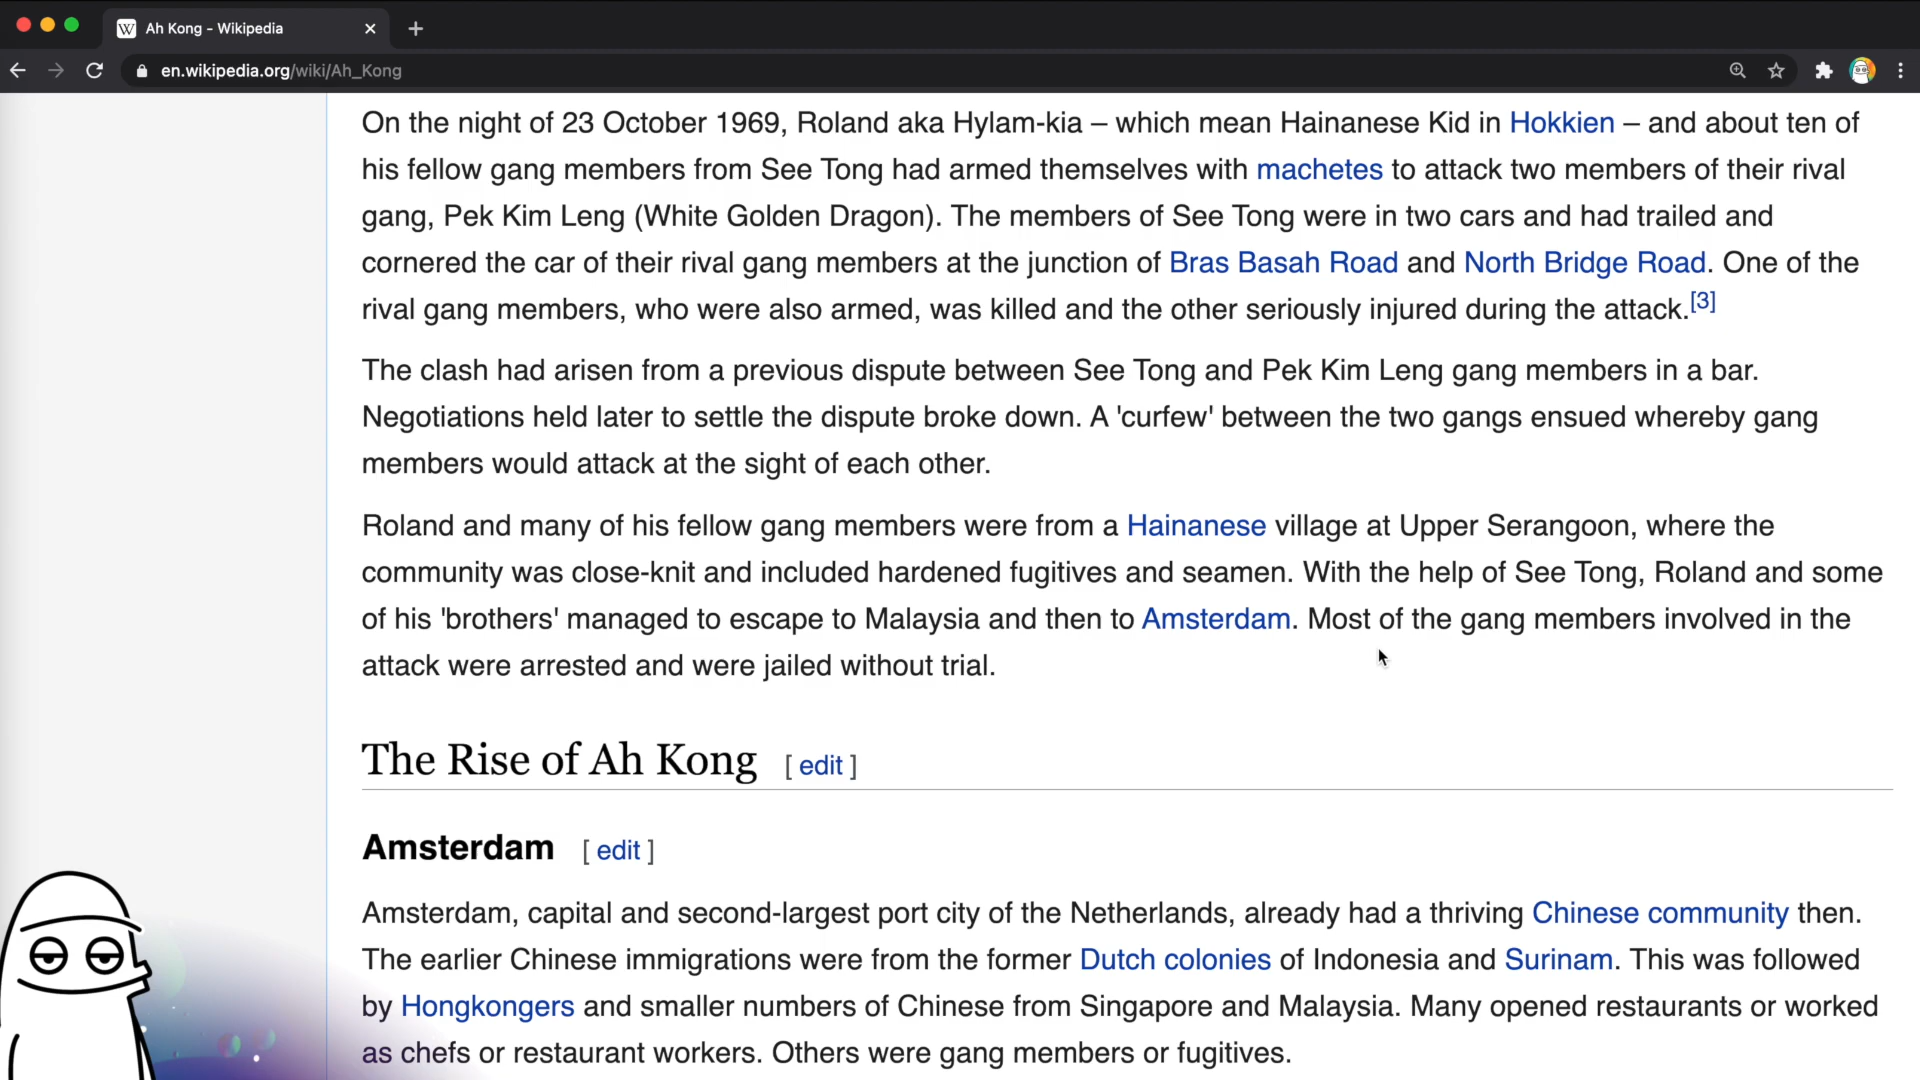 Ah Kong - Wikipedia
en.wikipedia.org/wiki/Ah_Kong
On the night of 23 October 1969, Roland aka Hylam-kia – which mean Hainanese Kid in Hokkien – and about ten of
his fellow gang members from See Tong had armed themselves with machetes to attack two members of their rival
gang, Pek Kim Leng (White Golden Dragon). The members of See Tong were in two cars and had trailed and
cornered the car of their rival gang members at the junction of Bras Basah Road and North Bridge Road. One of the
rival gang members, who were also armed, was killed and the other seriously injured during the attack.[3]
The clash had arisen from a previous dispute between See Tong and Pek Kim Leng gang members in a bar.
Negotiations held later to settle the dispute broke down. A 'curfew' between the two gangs ensued whereby gang
members would attack at the sight of each other.
Roland and many of his fellow gang members were from a Hainanese village at Upper Serangoon, where the
community was close-knit and included hardened fugitives and seamen. With the help of See Tong, Roland and some
of his 'brothers' managed to escape to Malaysia and then to Amsterdam. Most of the gang members involved in the
attack were arrested and were jailed without trial.
The Rise of Ah Kong [ edit ]
Amsterdam [ edit ]
Amsterdam, capital and second-largest port city of the Netherlands, already had a thriving Chinese community then.
The earlier Chinese immigrations were from the former Dutch colonies of Indonesia and Surinam. This was followed
by Hongkongers and smaller numbers of Chinese from Singapore and Malaysia. Many opened restaurants or worked
as chefs or restaurant workers. Others were gang members or fugitives.